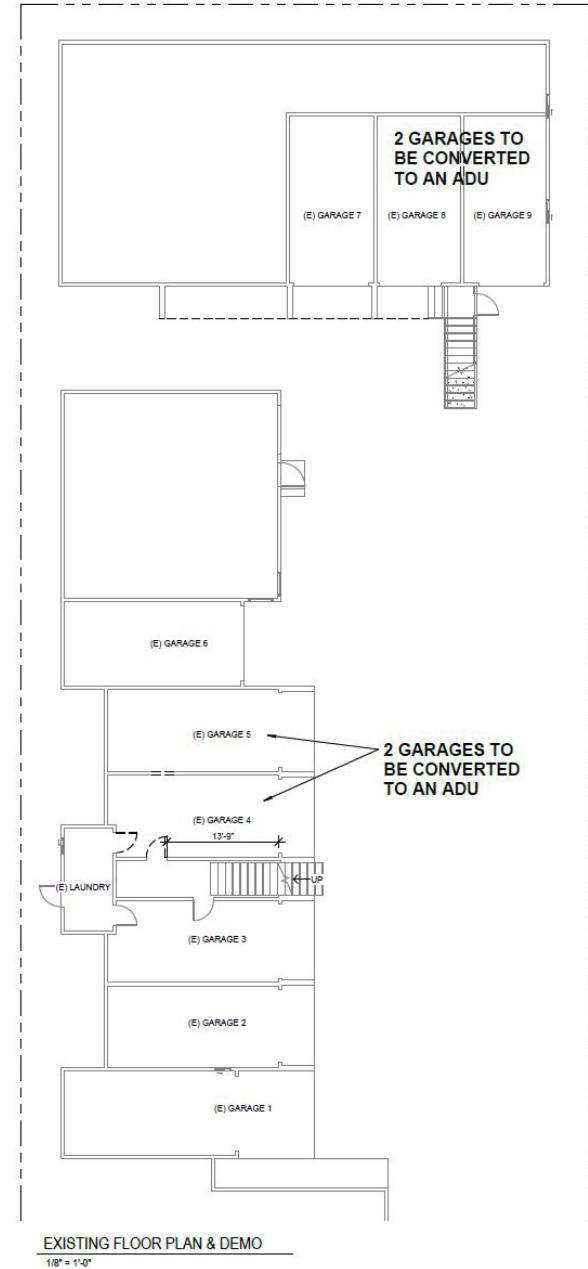 2 GARAGES TO
BE CONVERTED
TO AN ADU
(E) GARAGE 7
(E) GARAGE 8
(E) GARAGE 9
(E) GARAGE 6
(E) GARAGE 5
2 GARAGES TO
BE CONVERTED
TO AN ADU
(E) GARAGE 4
13'-9"
(E) LAUNDRY
UP
(E) GARAGE 3
(E) GARAGE 2
(E) GARAGE 1
EXISTING FLOOR PLAN & DEMO
1/8" = 1'-0"